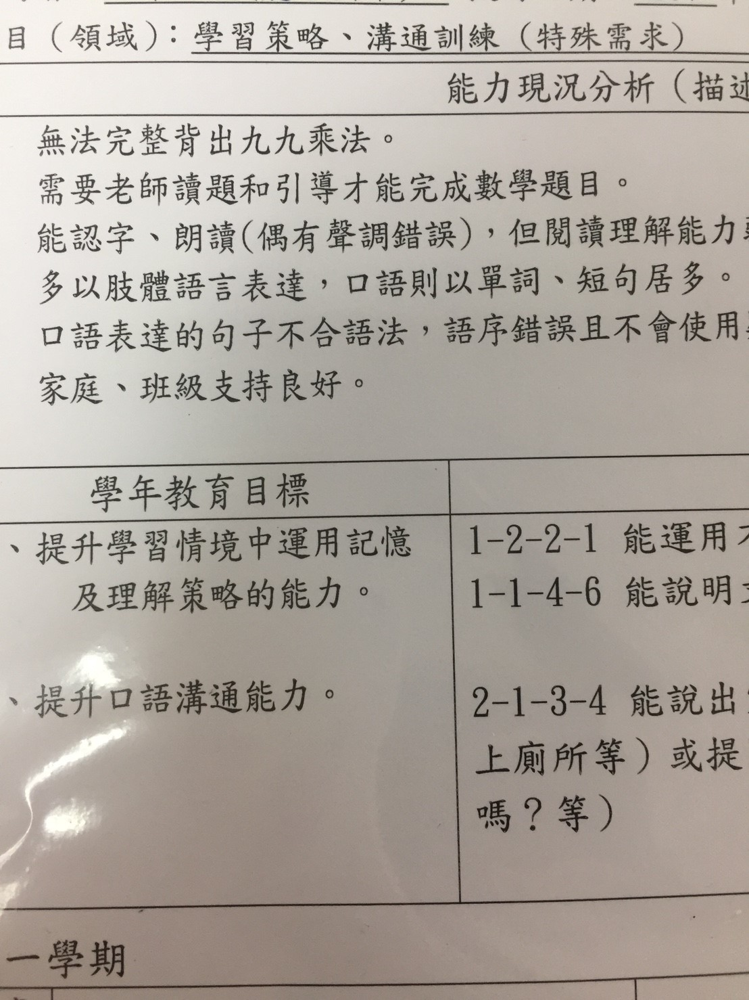 目（領域）：學習策略、溝通訓練（特殊需求）
能力現況分析（描述
無法完整背出九九乘法。
需要老師讀題和引導才能完成數學題目。
能認字、朗讀(偶有聲調錯誤)，但閱讀理解能力
多以肢體語言表達，口語則以單詞、短句居多。
口語表達的句子不合語法，語序錯誤且不會使用
家庭、班級支持良好。
學年教育目標
、提升學習情境中運用記憶
及理解策略的能力。
1-2-2-1 能運用
1-1-4-6 能說明
、提升口語溝通能力。
2-1-3-4 能說出
上廁所等）或提
嗎？等）
一學期